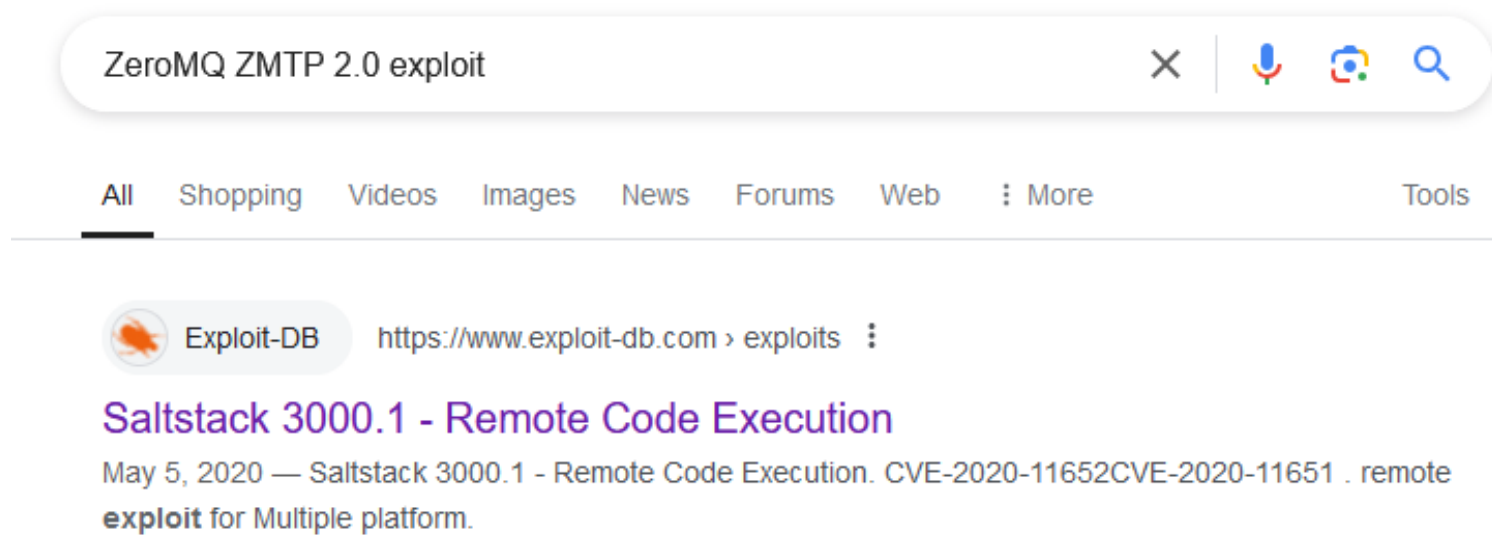 ZeroMQ ZMTP 2.0 exploit
All Shopping Videos Images News Forums Web More Tools
Exploit-DB https://www.exploit-db.com › exploits
Saltstack 3000.1 - Remote Code Execution
May 5, 2020 — Saltstack 3000.1 - Remote Code Execution. CVE-2020-11652CVE-2020-11651 . remote
exploit for Multiple platform.